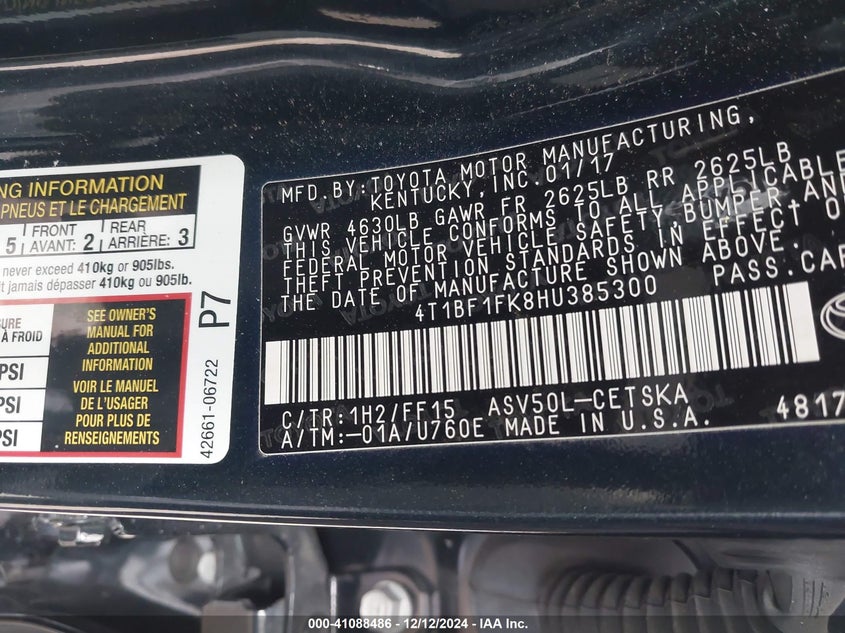 NG INFORMATION
PNEUS ET LE CHARGEMENT
5 FRONT AVANT: 2 REAR ARRIÈRE: 3
never exceed 410kg or 905lbs.
t jamais dépasser 410kg ou 905lbs.
À FROID
PSI
PSI
PSI
SEE OWNER'S
MANUAL FOR
ADDITIONAL
INFORMATION
VOIR LE MANUEL
DE L'USAGER
POUR PLUS DE
RENSEIGNEMENTS
42661-06722 P7
MFD. BY:TOYOTA MOTOR MANUFACTURING,
KENTUCKY, INC. 01/17
GVWR 4630LB GAWR FR 2625LB RR 2625LB
THIS VEHICLE CONFORMS TO ALL APPLICABLE
FEDERAL MOTOR VEHICLE SAFETY, BUMPER AND
THEFT PREVENTION STANDARDS IN EFFECT O
THE DATE OF MANUFACTURE SHOWN ABOVE.
4T1BF1FK8HU385300 PASS.CAR
C/TR:1H2/FF15 ASV50L-CETSKA
A/TM:-01A/U760E MADE IN U.S.A. 4817
000-41088486 - 12/12/2024 - IAA Inc.